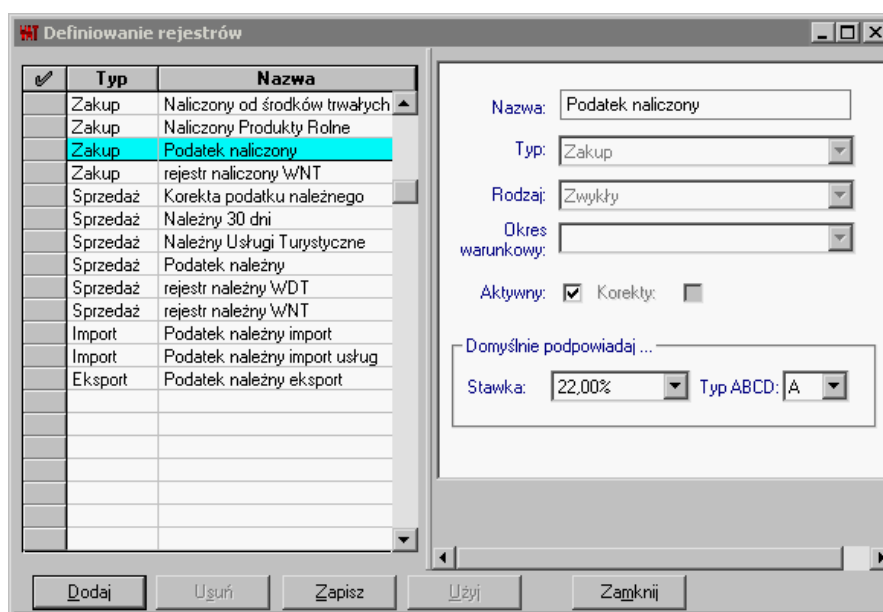 VAT Definiowanie rejestrów
Typ Nazwa
Zakup Naliczony od środków trwałych
Zakup Naliczony Produkty Rolne
Zakup Podatek naliczony
Zakup rejestr naliczony WNT
Sprzedaż Korekta podatku należnego
Sprzedaż Należny 30 dni
Sprzedaż Należny Usługi Turystyczne
Sprzedaż Podatek należny
Sprzedaż rejestr należny WDT
Sprzedaż rejestr należny WNT
Import Podatek należny import
Import Podatek należny import usług
Eksport Podatek należny eksport
Nazwa: Podatek naliczony
Typ: Zakup
Rodzaj: Zwykły
Okres
warunkowy:
Aktywny: Korekty:
Domyślnie podpowiadaj ...
Stawka: 22,00% Typ ABCD: A
Dodaj Usuń Zapisz Użyj Zamknij